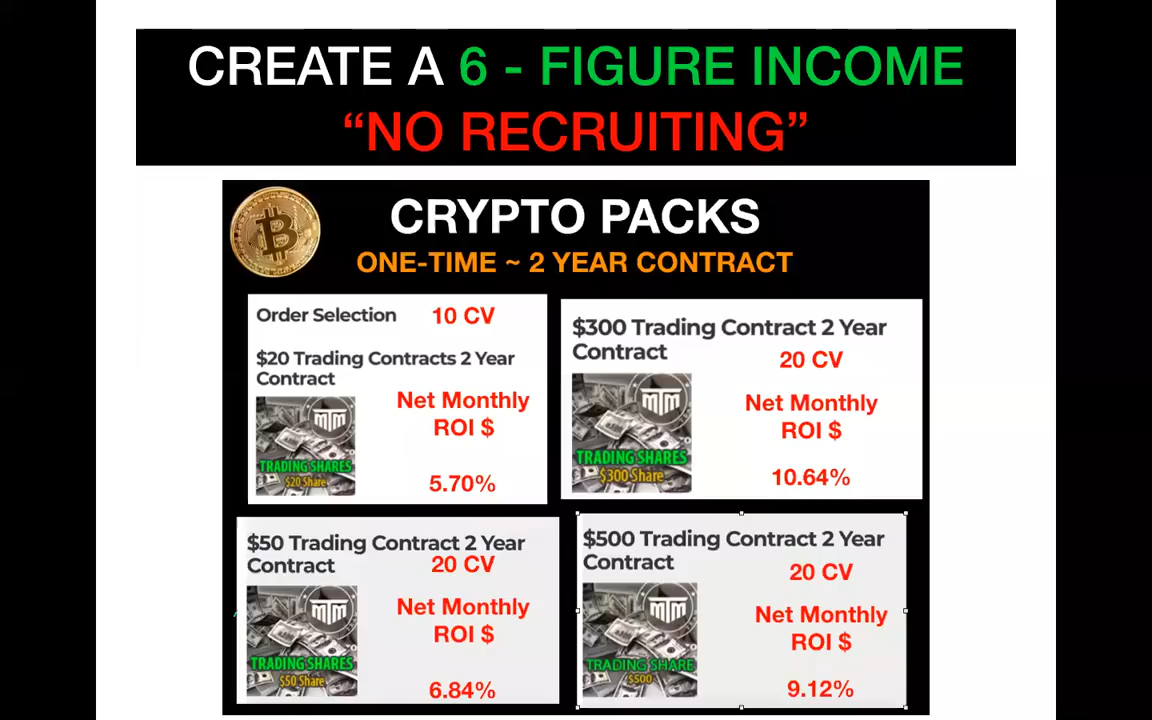 CREATE A 6 - FIGURE INCOME
“NO RECRUITING”
CRYPTO PACKS
ONE-TIME ~ 2 YEAR CONTRACT
Order Selection 10 CV
$20 Trading Contracts 2 Year
Contract
Net Monthly
ROI $
MTM
TRADING SHARES
$20 Share
5.70%
$300 Trading Contract 2 Year
Contract
20 CV
Net Monthly
ROI $
MTM
TRADING SHARES
$300 Share
10.64%
$50 Trading Contract 2 Year
Contract
20 CV
Net Monthly
ROI $
MTM
TRADING SHARES
$50 Share
6.84%
$500 Trading Contract 2 Year
Contract
20 CV
Net Monthly
ROI $
MTM
TRADING SHARE
$500
9.12%